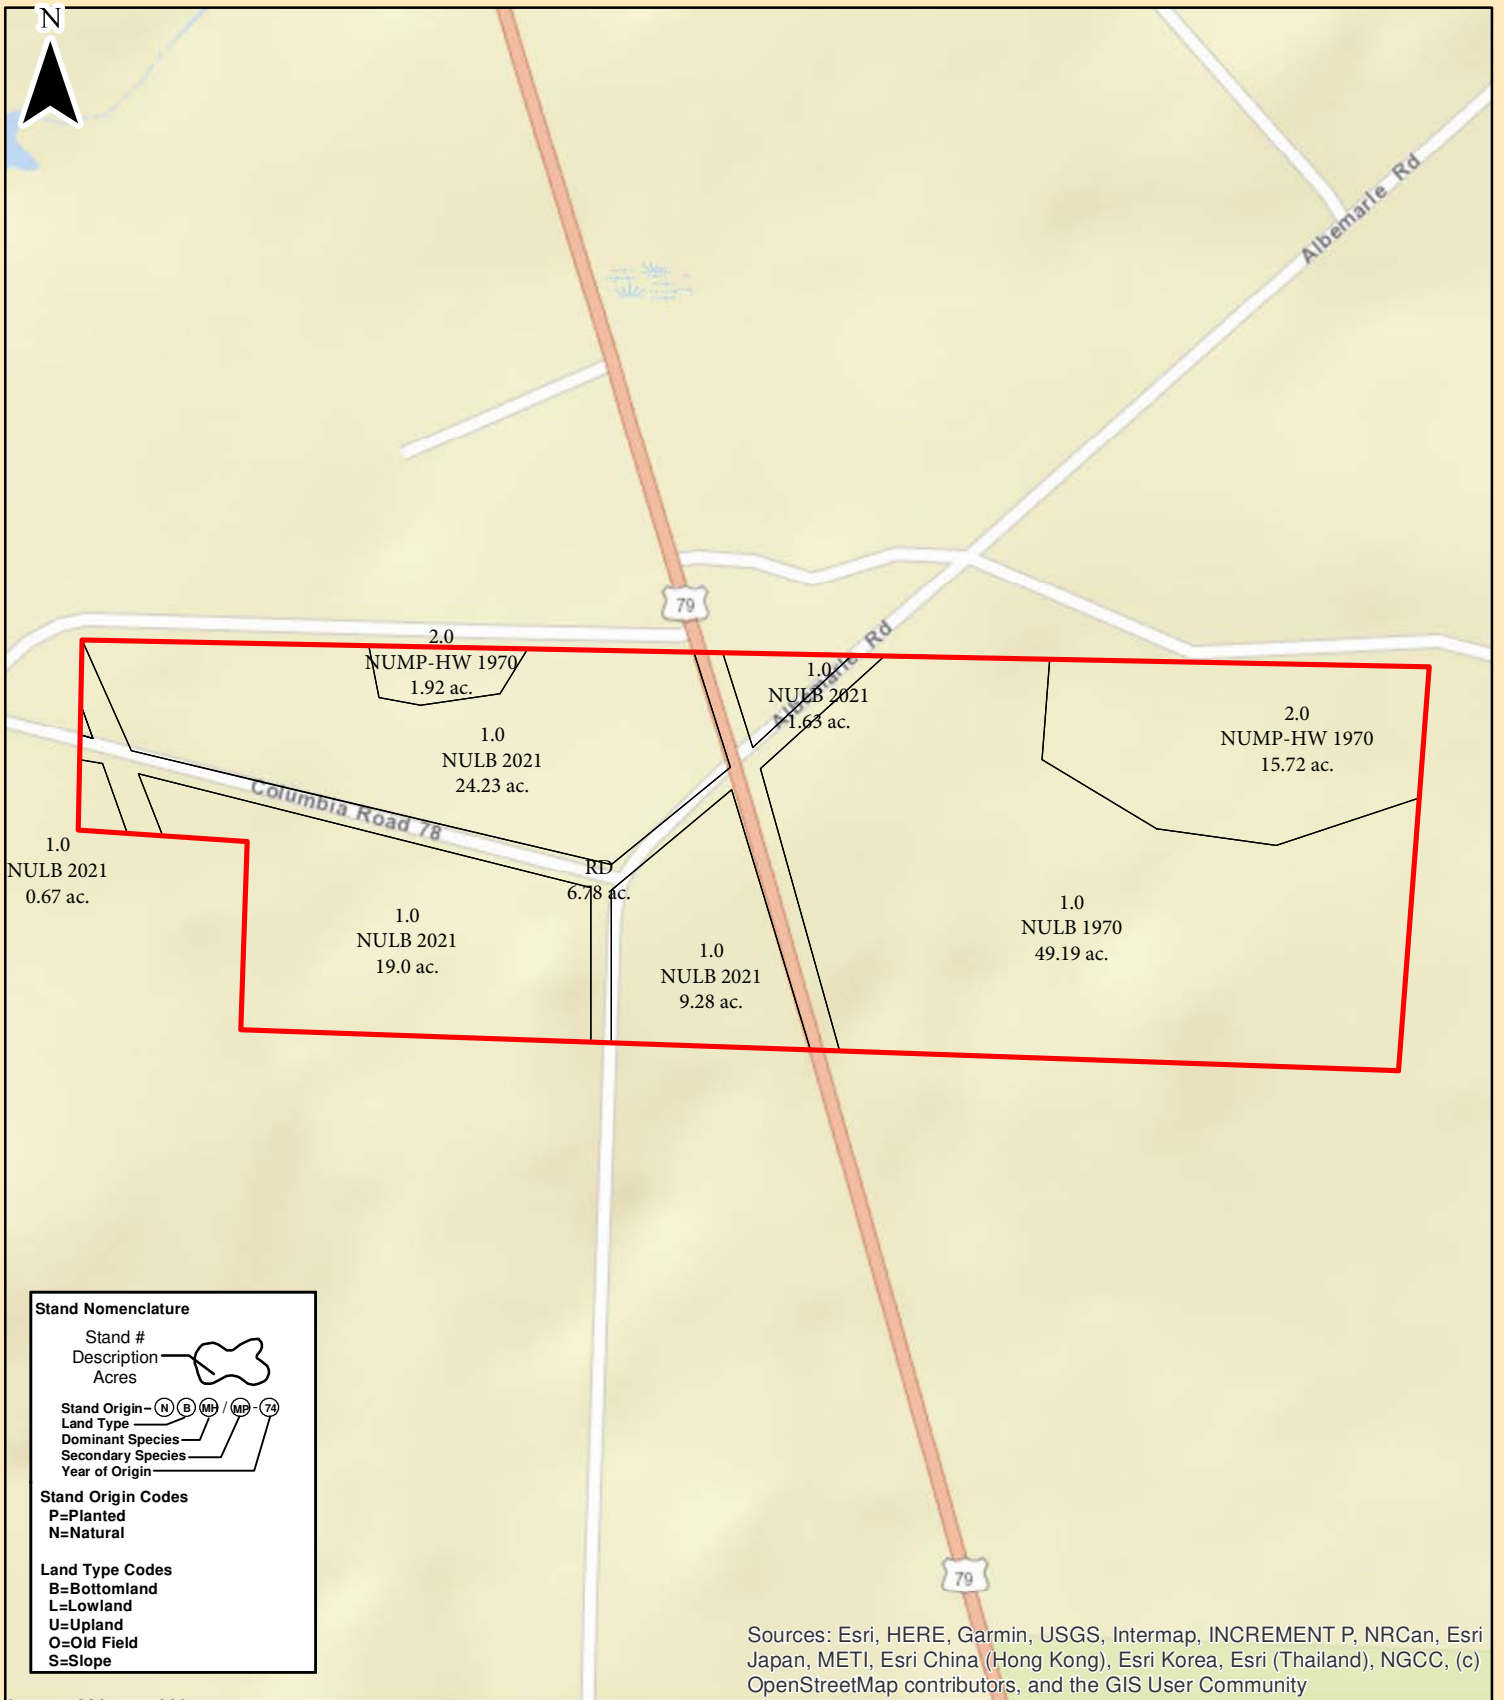 N
Albemarle Rd
79
Albemarle Rd
2.0
NUMP-HW 1970
1.92 ac.
1.0
NULB 2021
1.63 ac.
2.0
NUMP-HW 1970
15.72 ac.
1.0
NULB 2021
24.23 ac.
Columbia Road 78
1.0
NULB 2021
0.67 ac.
RD
6.78 ac.
1.0
NULB 2021
19.0 ac.
1.0
NULB 2021
9.28 ac.
1.0
NULB 1970
49.19 ac.
79
Stand Nomenclature
Stand #
Description
Acres
Stand Origin- N B MH / MP - 74
Land Type
Dominant Species
Secondary Species
Year of Origin
Stand Origin Codes
P=Planted
N=Natural
Land Type Codes
B=Bottomland
L=Lowland
U=Upland
O=Old Field
S=Slope
Sources: Esri, HERE, Garmin, USGS, Intermap, INCREMENT P, NRCan, Esri
Japan, METI, Esri China (Hong Kong), Esri Korea, Esri (Thailand), NGCC, (c)
OpenStreetMap contributors, and the GIS User Community